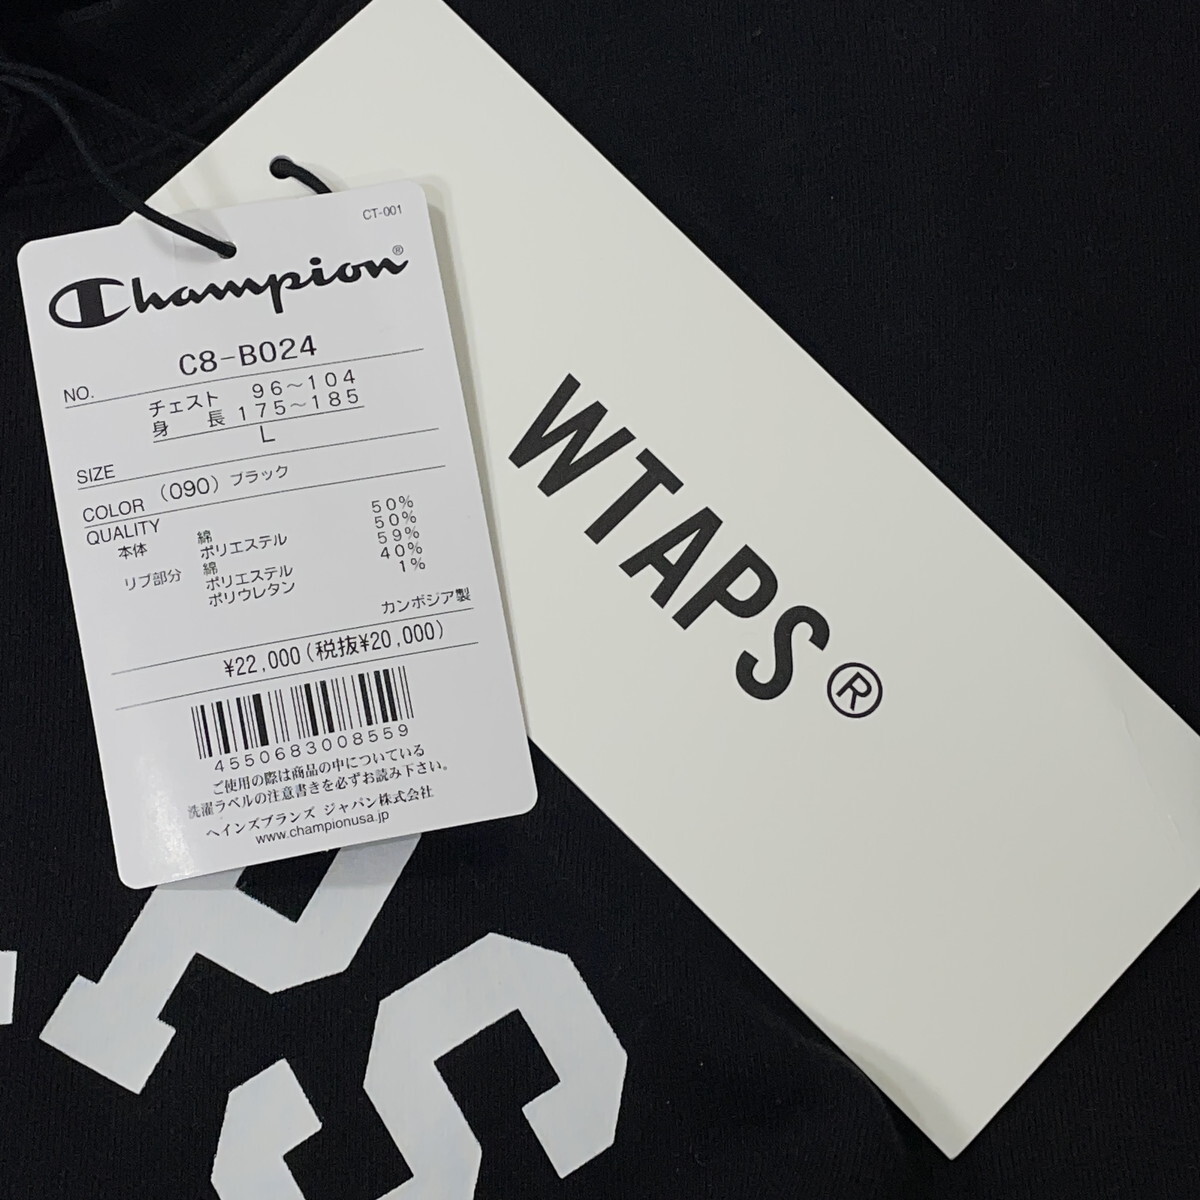 CT-001
Champion®
NO. C8-B024
チェスト 96～104
身 長 175～185
SIZE L
COLOR (090) ブラック
QUALITY
本体 綿 50%
ポリエステル 50%
リブ部分 綿 59%
ポリエステル 40%
ポリウレタン 1%
カンボジア製
¥22,000(税抜¥20,000)
4550683008559
ご使用の際は商品の中についている
洗濯ラベルの注意書きを必ずお読み下さい。
ヘインズブランズ ジャパン株式会社
www.championusa.jp
WTAPS®
PS